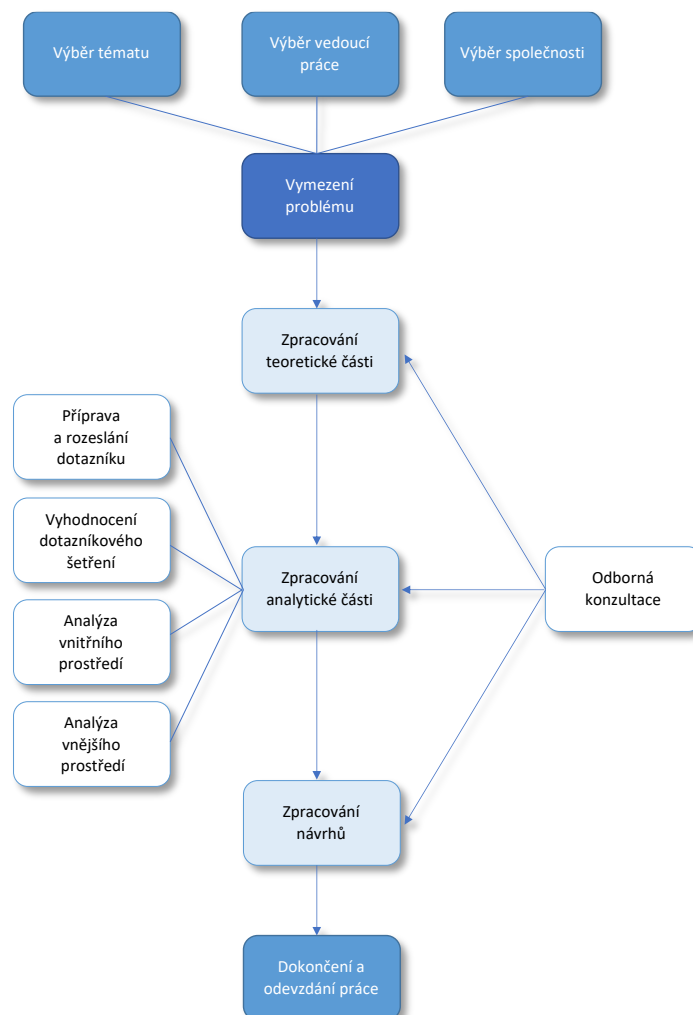 Výběr tématu
Výběr vedoucí
práce
Výběr společnosti
Vymezení
problému
Zpracování
teoretické části
Příprava
a rozeslání
dotazníku
Vyhodnocení
dotazníkového
šetření
Zpracování
analytické části
Odborná
konzultace
Analýza
vnitřního
prostředí
Analýza
vnějšího
prostředí
Zpracování
návrhů
Dokončení a
odevzdání práce